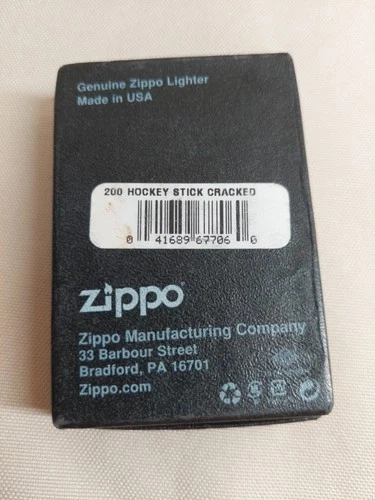 Genuine Zippo Lighter
Made in USA
200 HOCKEY STICK CRACKED
0 41689 67706 6
zippo
Zippo Manufacturing Company
33 Barbour Street
Bradford, PA 16701
Zippo.com